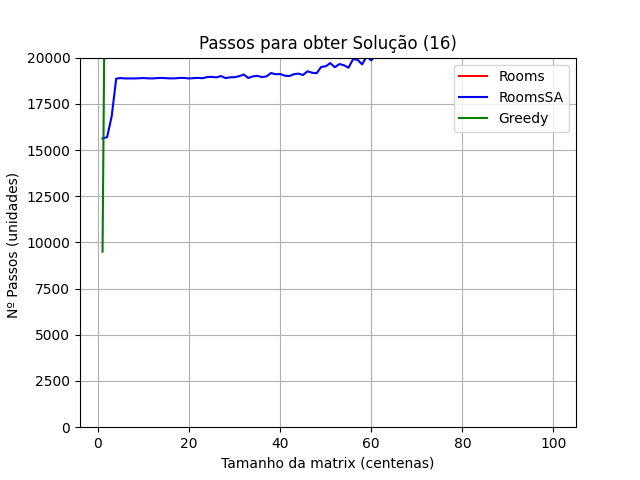 Passos para obter Solução (16)
20000
17500
15000
12500
10000
7500
5000
2500
0
Nº Passos (unidades)
Rooms
RoomsSA
Greedy
0 20 40 60 80 100
Tamanho da matrix (centenas)